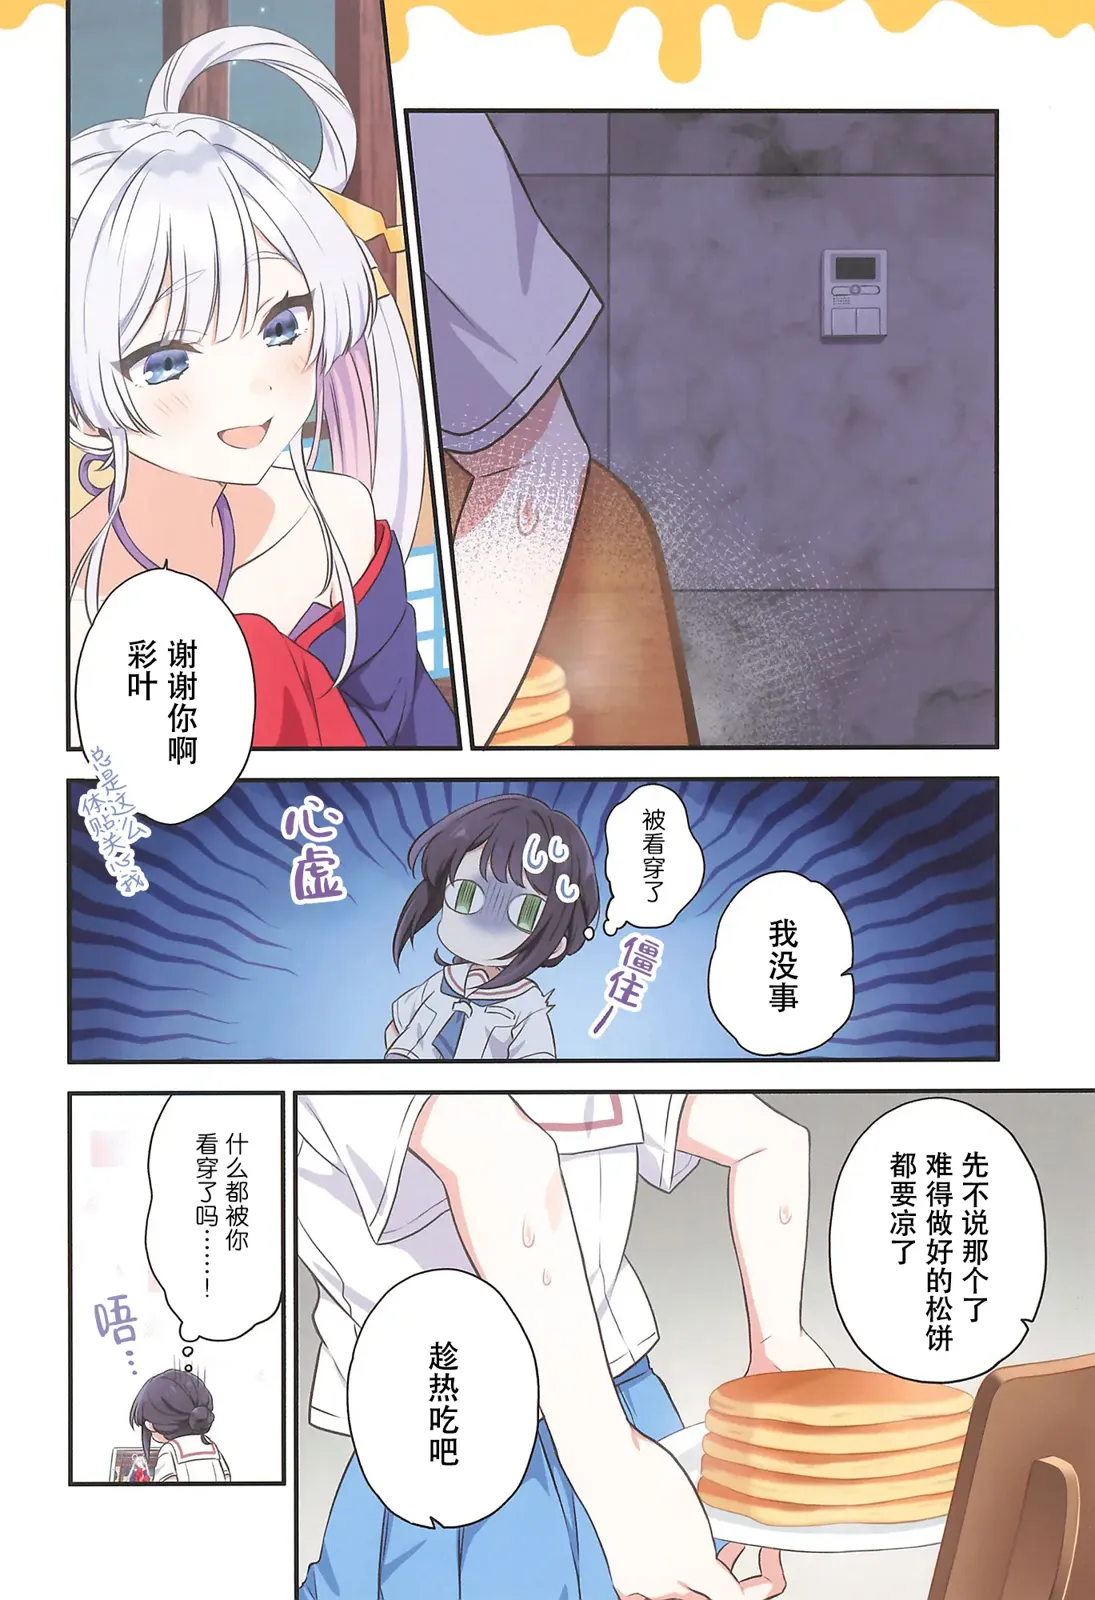 谢谢你啊
彩叶
总是这么
体贴关心我
我没事
被看穿了
僵住ー
心虚
先不说那个了
难得做好的松饼
都要凉了
趁热吃吧
什么都被你
看穿了吗……！
唔…